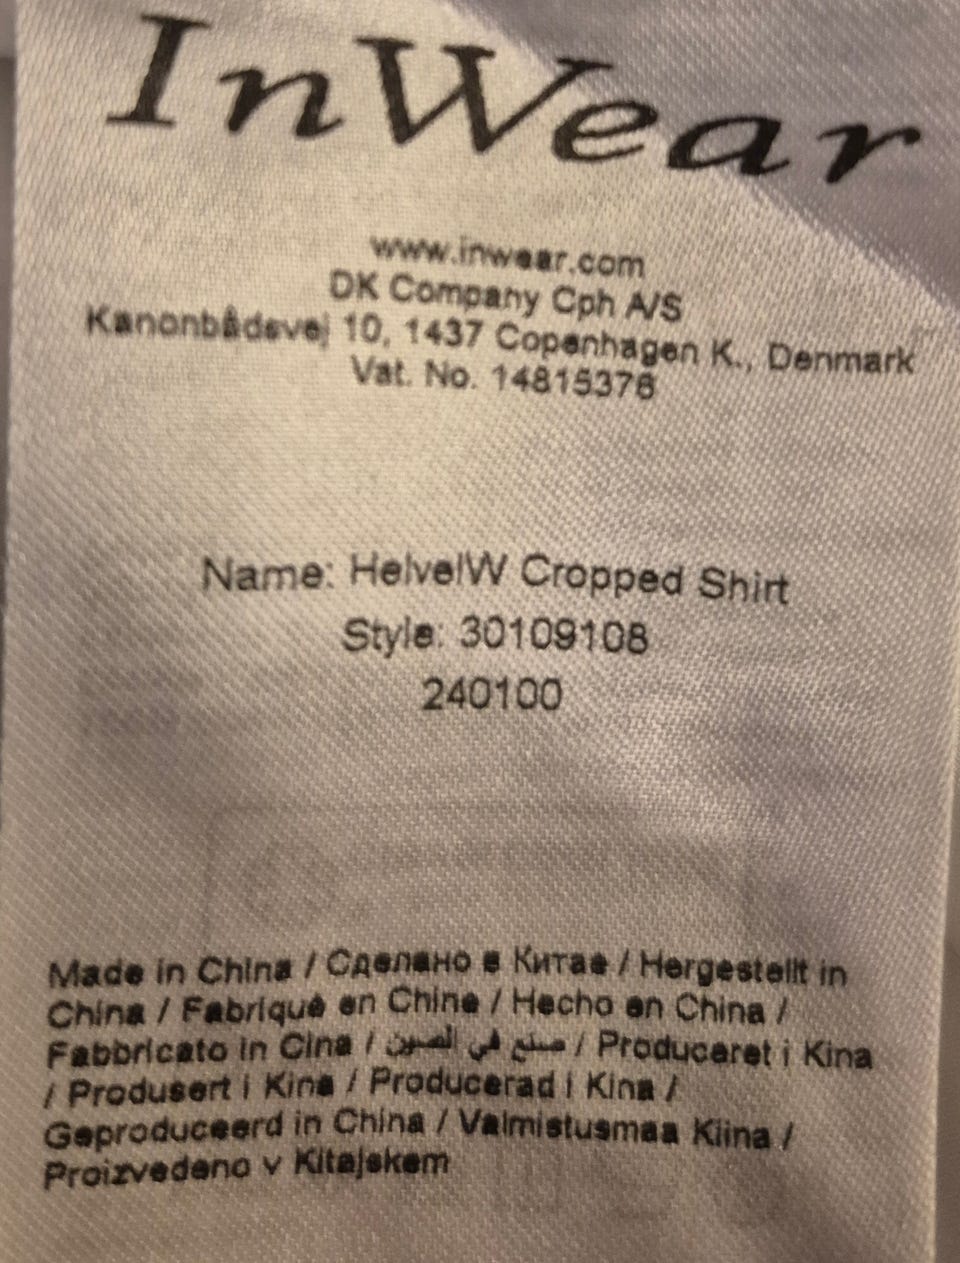 InWear
www.inwear.com
DK Company Cph A/S
Kanonbådsvej 10, 1437 Copenhagen K., Denmark
Vat. No. 14815376
Name: HelvelW Cropped Shirt
Style: 30109108
240100
Made in China / Сделано в Китае / Hergestellt in
China / Fabriqué en Chine / Hecho en China /
Fabbricato in Cina / صنع في الصين / Produceret i Kina
/ Produsert i Kina / Producerad i Kina /
Geproduceerd in China / Valmistusmaa Kiina /
Proizvedeno v Kitajskem